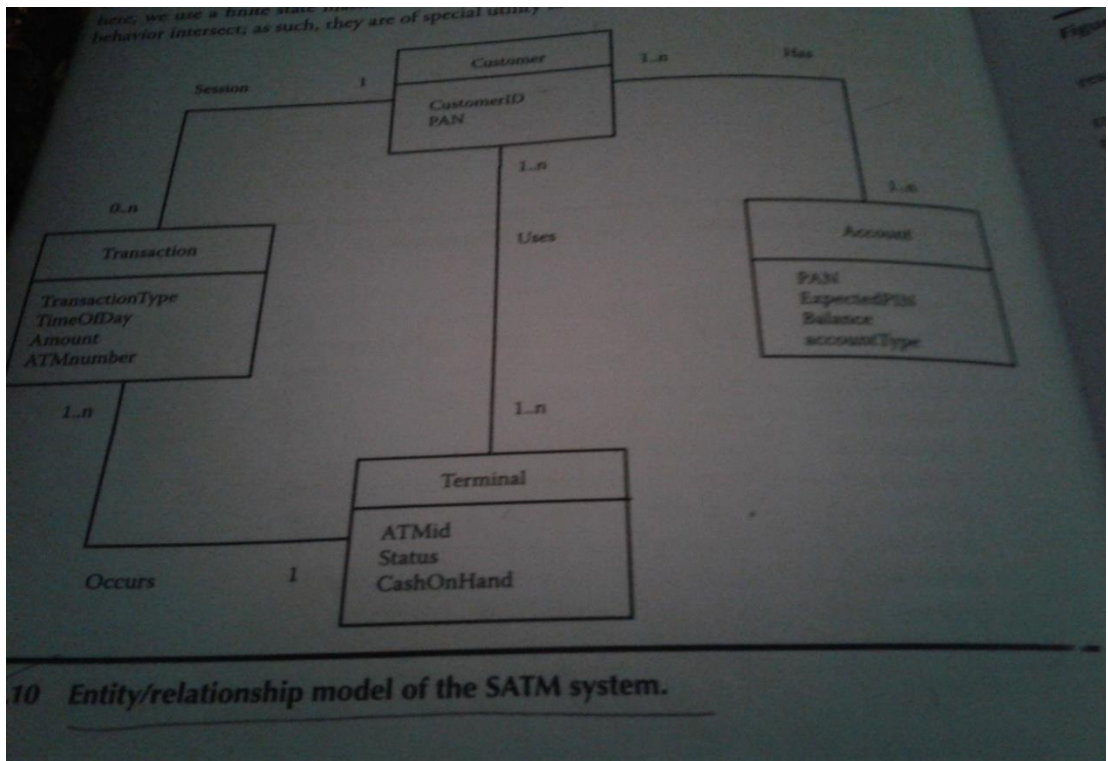 here, we use a finite state
behavior intersect; as such, they are of special utility
Customer
CustomerID
PAN
Session
1
1..n
Has
0..n
1..n
Uses
1..n
Transaction
TransactionType
TimeOfDay
Amount
ATMnumber
Account
PAN
ExpectedPIN
Balance
accountType
1..n
1..n
Terminal
ATMid
Status
CashOnHand
Occurs
1
.10 Entity/relationship model of the SATM system.